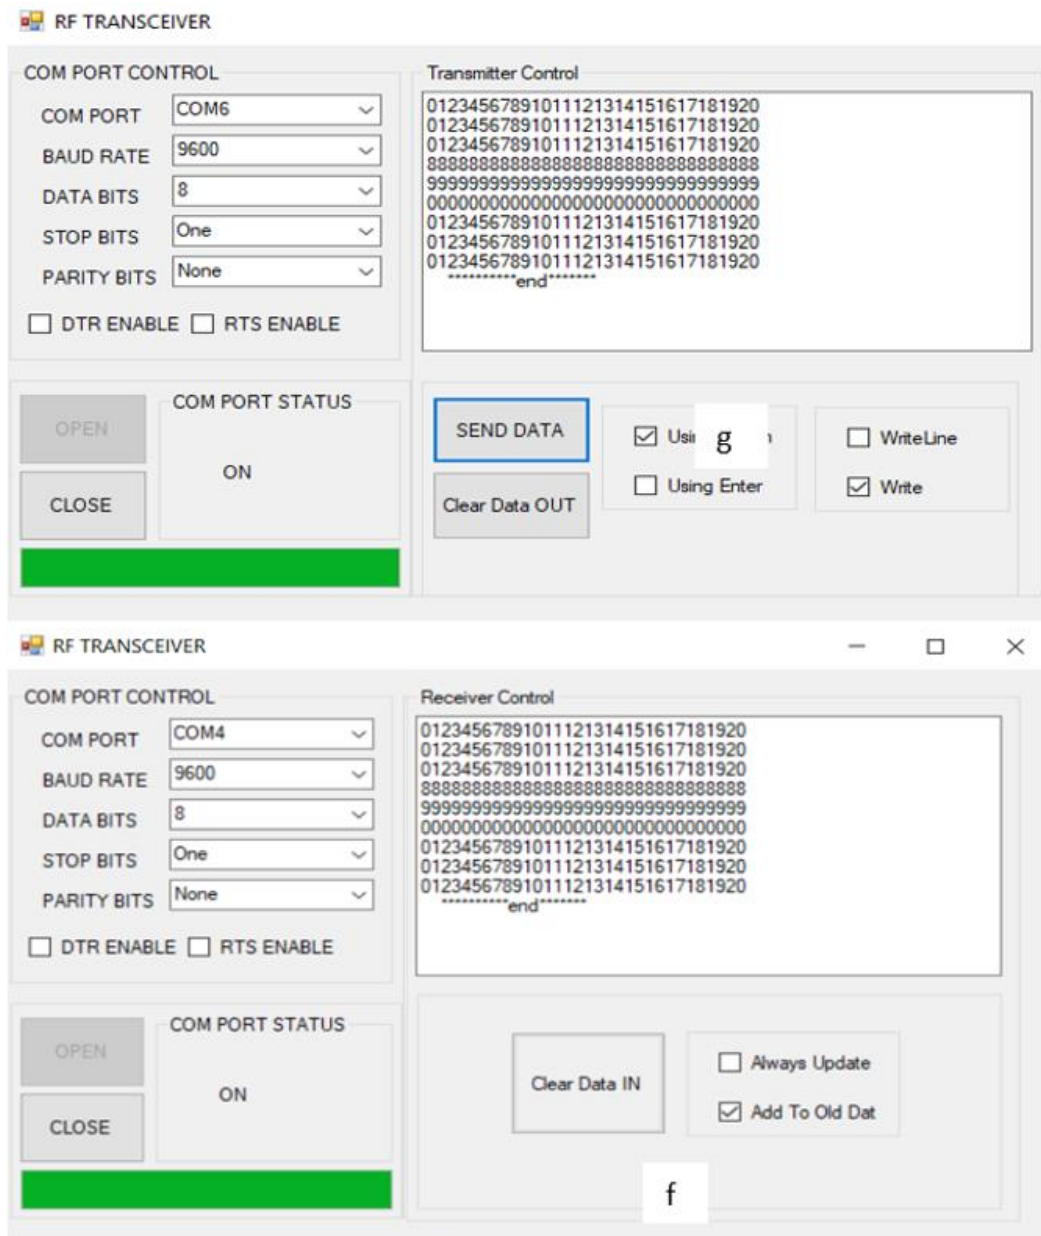 RF TRANSCEIVER
COM PORT CONTROL
COM PORT COM6
BAUD RATE 9600
DATA BITS 8
STOP BITS One
PARITY BITS None
DTR ENABLE RTS ENABLE
Transmitter Control
01234567891011121314151617181920
01234567891011121314151617181920
01234567891011121314151617181920
88888888888888888888888888888888
99999999999999999999999999999999
00000000000000000000000000000000
01234567891011121314151617181920
01234567891011121314151617181920
01234567891011121314151617181920
**********end*******
OPEN
CLOSE
COM PORT STATUS
ON
SEND DATA
Clear Data OUT
g
Using Enter
WriteLine
Write
RF TRANSCEIVER
COM PORT CONTROL
COM PORT COM4
BAUD RATE 9600
DATA BITS 8
STOP BITS One
PARITY BITS None
DTR ENABLE RTS ENABLE
Receiver Control
01234567891011121314151617181920
01234567891011121314151617181920
01234567891011121314151617181920
88888888888888888888888888888888
99999999999999999999999999999999
00000000000000000000000000000000
01234567891011121314151617181920
01234567891011121314151617181920
01234567891011121314151617181920
**********end*******
OPEN
CLOSE
COM PORT STATUS
ON
Clear Data IN
Always Update
Add To Old Dat
f